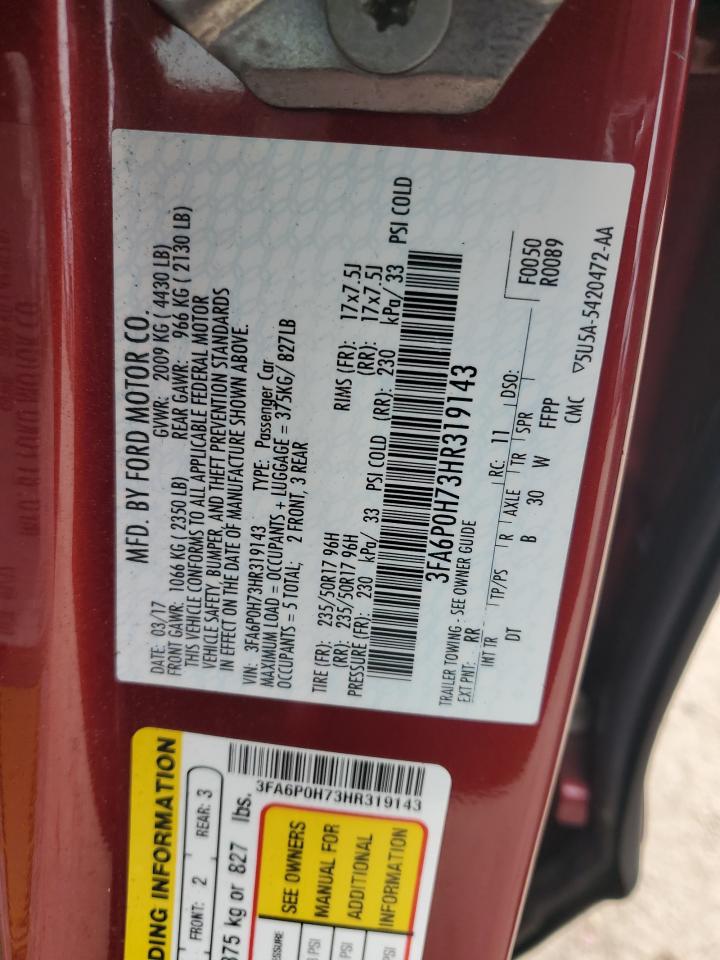 MFD. BY FORD MOTOR CO.
DATE: 03/17 GVWR: 2009 KG ( 4430 LB)
FRONT GAWR: 1066 KG ( 2350 LB) REAR GAWR: 966 KG ( 2130 LB)
THIS VEHICLE CONFORMS TO ALL APPLICABLE FEDERAL MOTOR
VEHICLE SAFETY, BUMPER, AND THEFT PREVENTION STANDARDS
IN EFFECT ON THE DATE OF MANUFACTURE SHOWN ABOVE.
VIN: 3FA6P0H73HR319143 TYPE: Passenger Car
MAXIMUM LOAD = OCCUPANTS + LUGGAGE = 375KG/ 827LB
OCCUPANTS = 5 TOTAL; 2 FRONT, 3 REAR
TIRE (FR): 235/50R17 96H RIMS (FR): 17x7.5J
(RR): 235/50R17 96H (RR): 17x7.5J
PRESSURE (FR): 230 kPa/ 33 PSI COLD (RR): 230 kPa/ 33 PSI COLD
3FA6P0H73HR319143
TRAILER TOWING - SEE OWNER GUIDE
EXT PNT: RR RC: 11 DSO: F0050
R0089
INT TR TP/PS R AXLE TR SPR
DT B 30 W FFPP
CMC ▽5U5A-5420472-AA
DING INFORMATION
FRONT: 2 REAR: 3
375 kg or 827 lbs.
3FA6P0H73HR319143
SEE OWNERS
MANUAL FOR
ADDITIONAL
INFORMATION
PSI
PSI
PSI